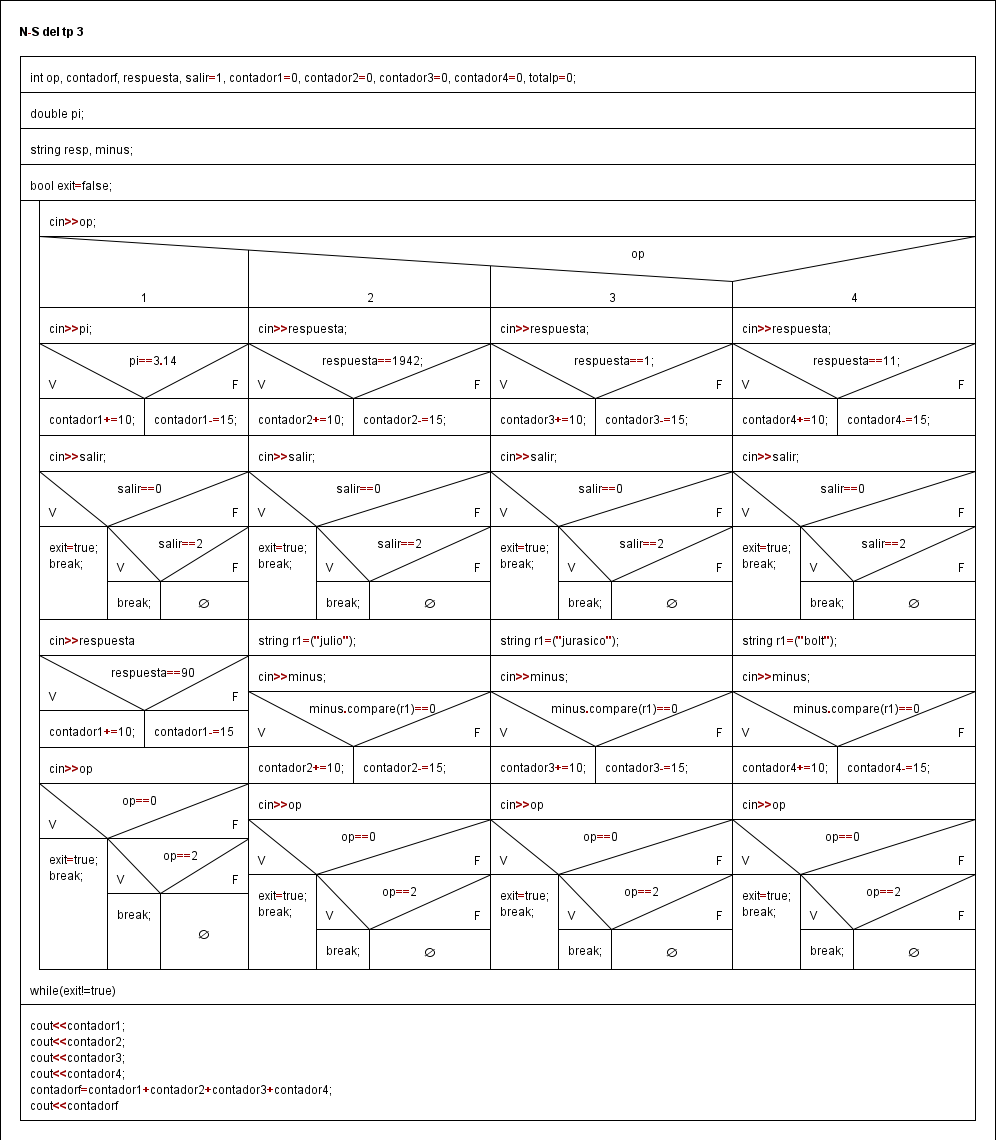 N-S del tp 3
int op, contadorf, respuesta, salir=1, contador1=0, contador2=0, contador3=0, contador4=0, totalp=0;
double pi;
string resp, minus;
bool exit=false;
cin>>op;
op
1
2
3
4
cin>>pi;
cin>>respuesta;
cin>>respuesta;
cin>>respuesta;
pi==3.14
respuesta==1942;
respuesta==1;
respuesta==11;
V
F
V
F
V
F
V
F
contador1+=10;
contador1-=15;
contador2+=10;
contador2-=15;
contador3+=10;
contador3-=15;
contador4+=10;
contador4-=15;
cin>>salir;
cin>>salir;
cin>>salir;
cin>>salir;
salir==0
salir==0
salir==0
salir==0
V
F
V
F
V
F
V
F
exit=true;
break;
salir==2
V
F
break;
∅
exit=true;
break;
salir==2
V
F
break;
∅
exit=true;
break;
salir==2
V
F
break;
∅
exit=true;
break;
salir==2
V
F
break;
∅
cin>>respuesta
respuesta==90
V
F
contador1+=10;
contador1-=15
cin>>op
op==0
V
F
exit=true;
break;
op==2
V
F
break;
∅
string r1=("julio");
cin>>minus;
minus.compare(r1)==0
V
F
contador2+=10;
contador2-=15;
cin>>op
op==0
V
F
exit=true;
break;
op==2
V
F
break;
∅
string r1=("jurasico");
cin>>minus;
minus.compare(r1)==0
V
F
contador3+=10;
contador3-=15;
cin>>op
op==0
V
F
exit=true;
break;
op==2
V
F
break;
∅
string r1=("bolt");
cin>>minus;
minus.compare(r1)==0
V
F
contador4+=10;
contador4-=15;
cin>>op
op==0
V
F
exit=true;
break;
op==2
V
F
break;
∅
while(exit!=true)
cout<<contador1;
cout<<contador2;
cout<<contador3;
cout<<contador4;
contadorf=contador1+contador2+contador3+contador4;
cout<<contadorf